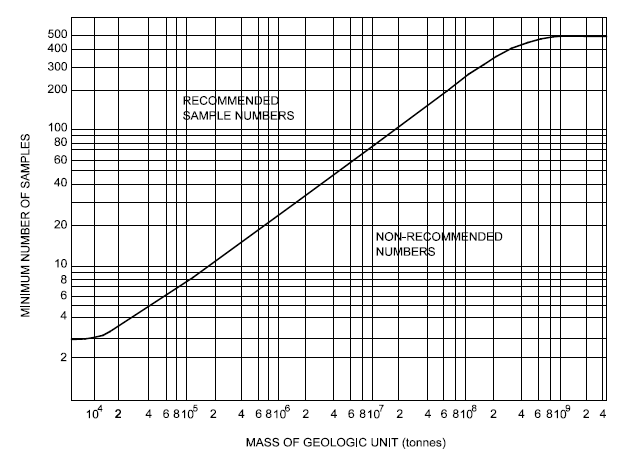 500
400
300
200
RECOMMENDED
SAMPLE NUMBERS
100
80
60
40
MINIMUM NUMBER OF SAMPLES
20
NON-RECOMMENDED
NUMBERS
10
8
6
4
2
10⁴ 2 4 6 8 10⁵ 2 4 6 8 10⁶ 2 4 6 8 10⁷ 2 4 6 8 10⁸ 2 4 6 8 10⁹ 2 4
MASS OF GEOLOGIC UNIT (tonnes)